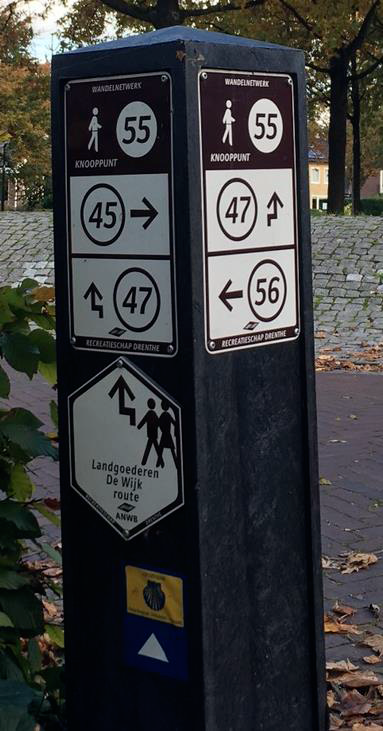 WANDELNETWERK
55
KNOOPPUNT
45
47
RECREATIESCHAP DRENTHE
Landgoederen
De Wijk
route
ANWB
WANDELNETWERK
55
KNOOPPUNT
47
56
RECREATIESCHAP DRENTHE